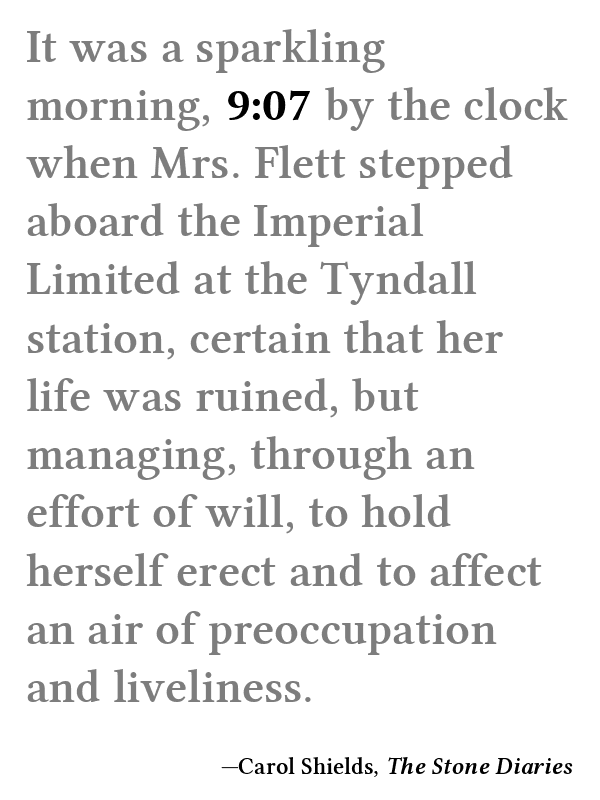 It was a sparkling
morning, 9:07 by the clock
when Mrs. Flett stepped
aboard the Imperial
Limited at the Tyndall
station, certain that her
life was ruined, but
managing, through an
effort of will, to hold
herself erect and to affect
an air of preoccupation
and liveliness.
—Carol Shields, The Stone Diaries